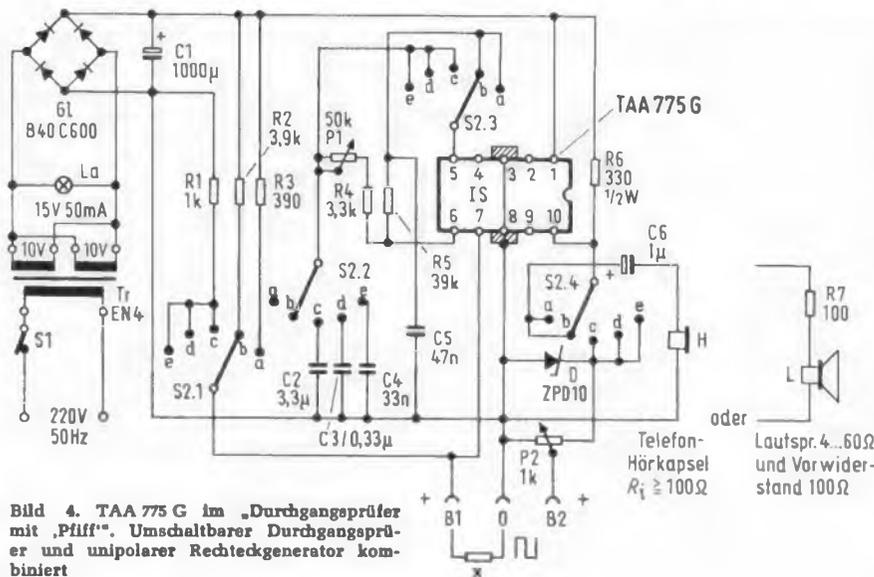 C1
1000µ
+
Gl
B40C600
La
15V 50mA
10V
10V
Tr
EN4
S1
220V
50Hz
R1
1k
R2
3,9k
R3
390
e
d
c
b
a
S2.1
50k
P1
R4
3,3k
R5
39k
a
b
c
d
e
S2.2
C2
3,3µ
C3/0,33µ
C4
33n
C5
47n
e
d
c
b
a
S2.3
TAA775G
5 4 3 2 1
IS
6 7 8 9 10
R6
330
½W
C6
1µ
+
S2.4
a
b
c
d
e
D
ZPD10
H
P2
1k
+
B1
0
B2
+
x
Telefon-
Hörkapsel
Ri ≧ 100Ω
oder
R7
100
L
Lautspr. 4...60Ω
und Vorwider-
stand 100Ω
Bild 4. TAA 775 G im „Durchgangsprüfer
mit ‚Pfiff‘“. Umschaltbarer Durchgangsprü-
er und unipolarer Rechteckgenerator kom-
biniert